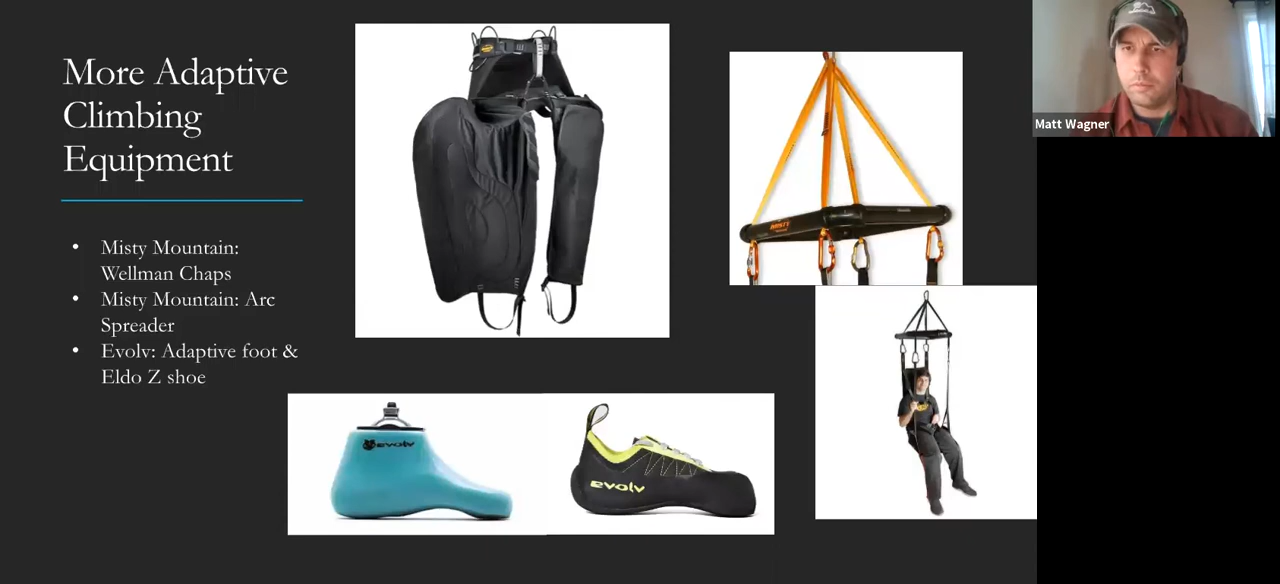 More Adaptive
Climbing
Equipment
• Misty Mountain:
Wellman Chaps
• Misty Mountain: Arc
Spreader
• Evolv: Adaptive foot &
Eldo Z shoe
MISTY
evolv
evolv
Matt Wagner